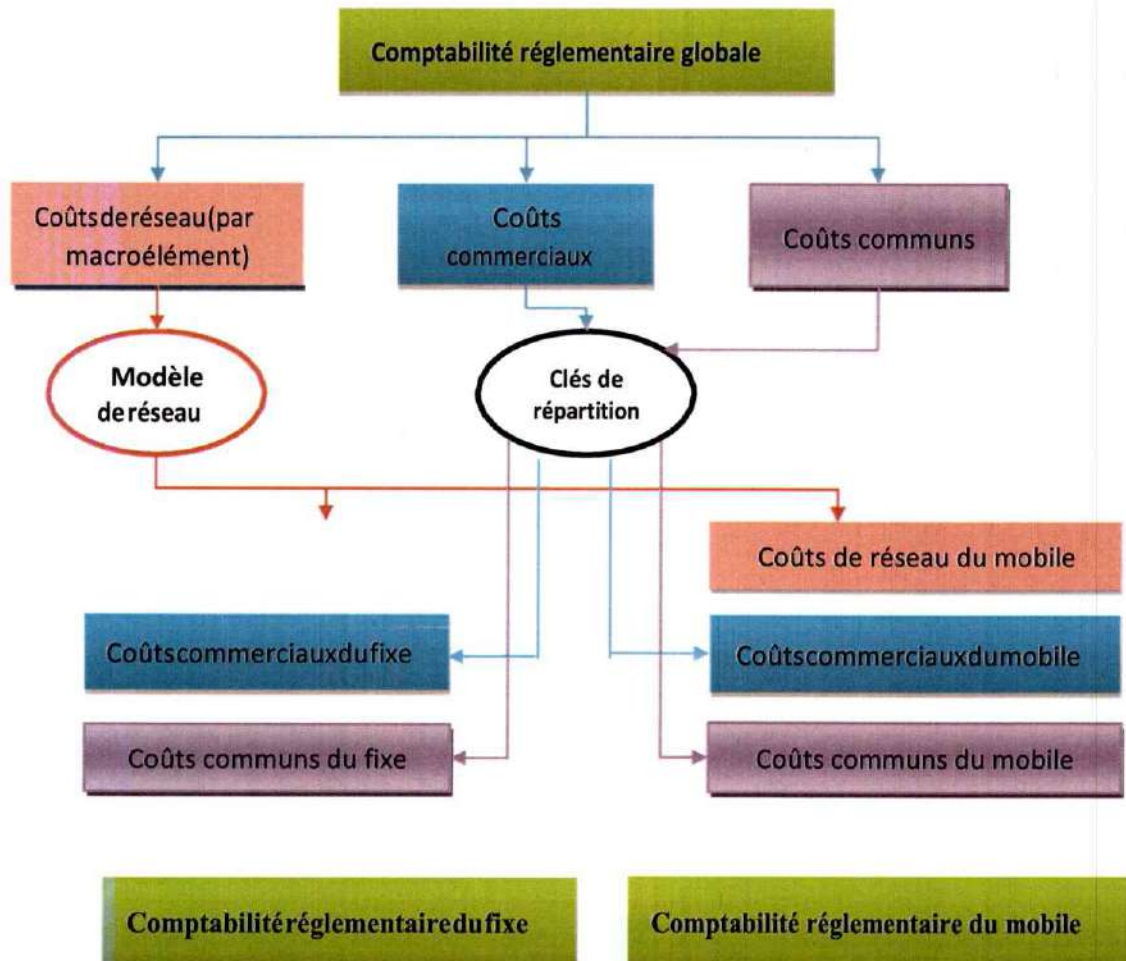 Comptabilité réglementaire globale
Coûtsderéseau(par
macroélément)
Coûts
commerciaux
Coûts communs
Modèle
deréseau
Clés de
répartition
Coûts de réseau du mobile
Coûtscommerciauxdufixe
Coûtscommerciauxdumobile
Coûts communs du fixe
Coûts communs du mobile
Comptabilitéréglementairedufixe
Comptabilité réglementaire du mobile